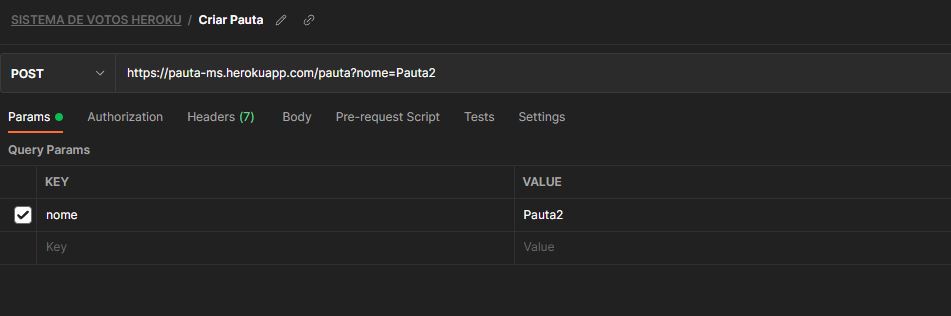 SISTEMA DE VOTOS HEROKU / Criar Pauta
POST https://pauta-ms.herokuapp.com/pauta?nome=Pauta2
Params Authorization Headers (7) Body Pre-request Script Tests Settings
Query Params
KEY VALUE
nome Pauta2
Key Value